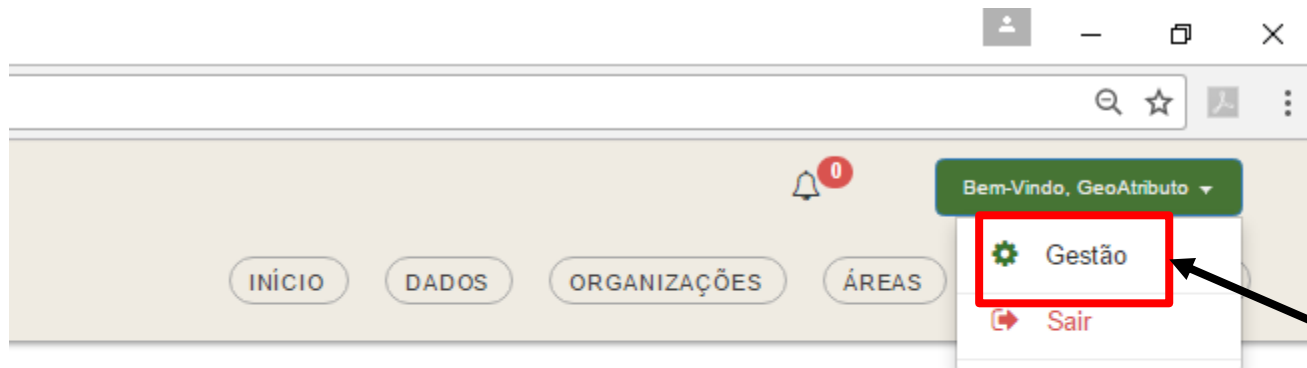 0
Bem-Vindo, GeoAtributo
Gestão
INÍCIO DADOS ORGANIZAÇÕES ÁREAS
Sair